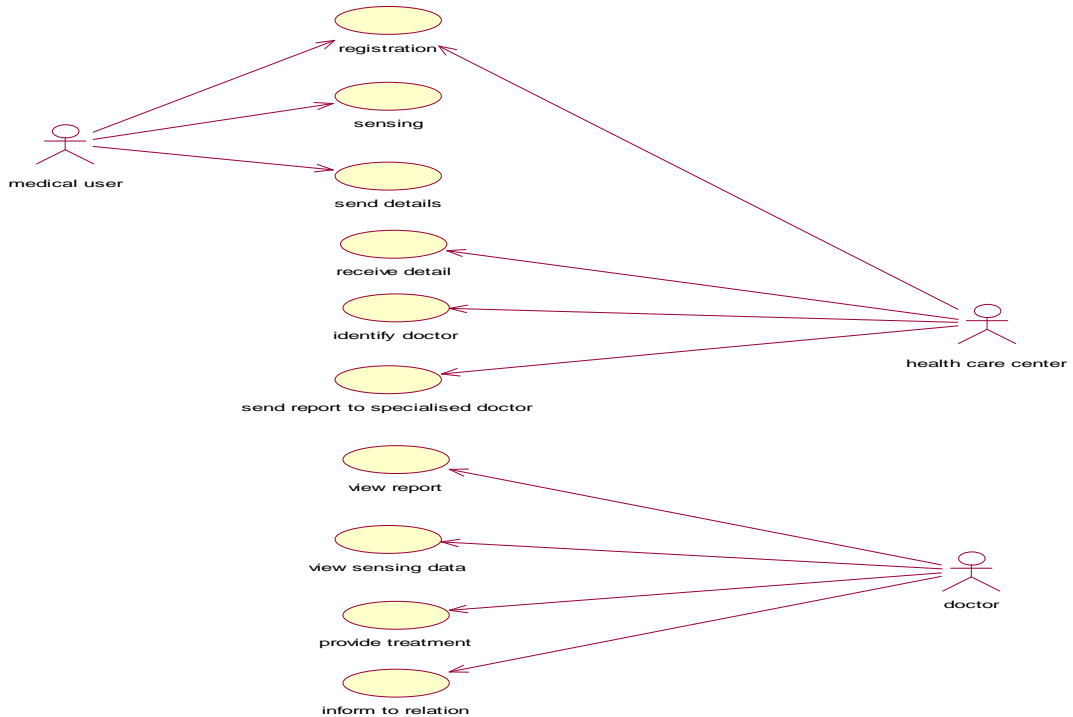 registration
sensing
medical user
send details
receive detail
identify doctor
health care center
send report to specialised doctor
view report
view sensing data
doctor
provide treatment
inform to relation